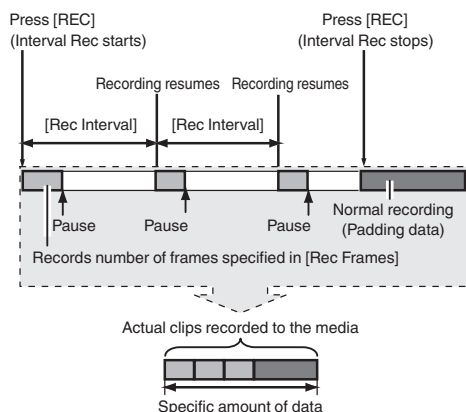 Press [REC]
(Interval Rec starts)
Press [REC]
(Interval Rec stops)
Recording resumes
Recording resumes
[Rec Interval]
[Rec Interval]
Pause
Pause
Pause
Normal recording
(Padding data)
Records number of frames specified in [Rec Frames]
Actual clips recorded to the media
Specific amount of data